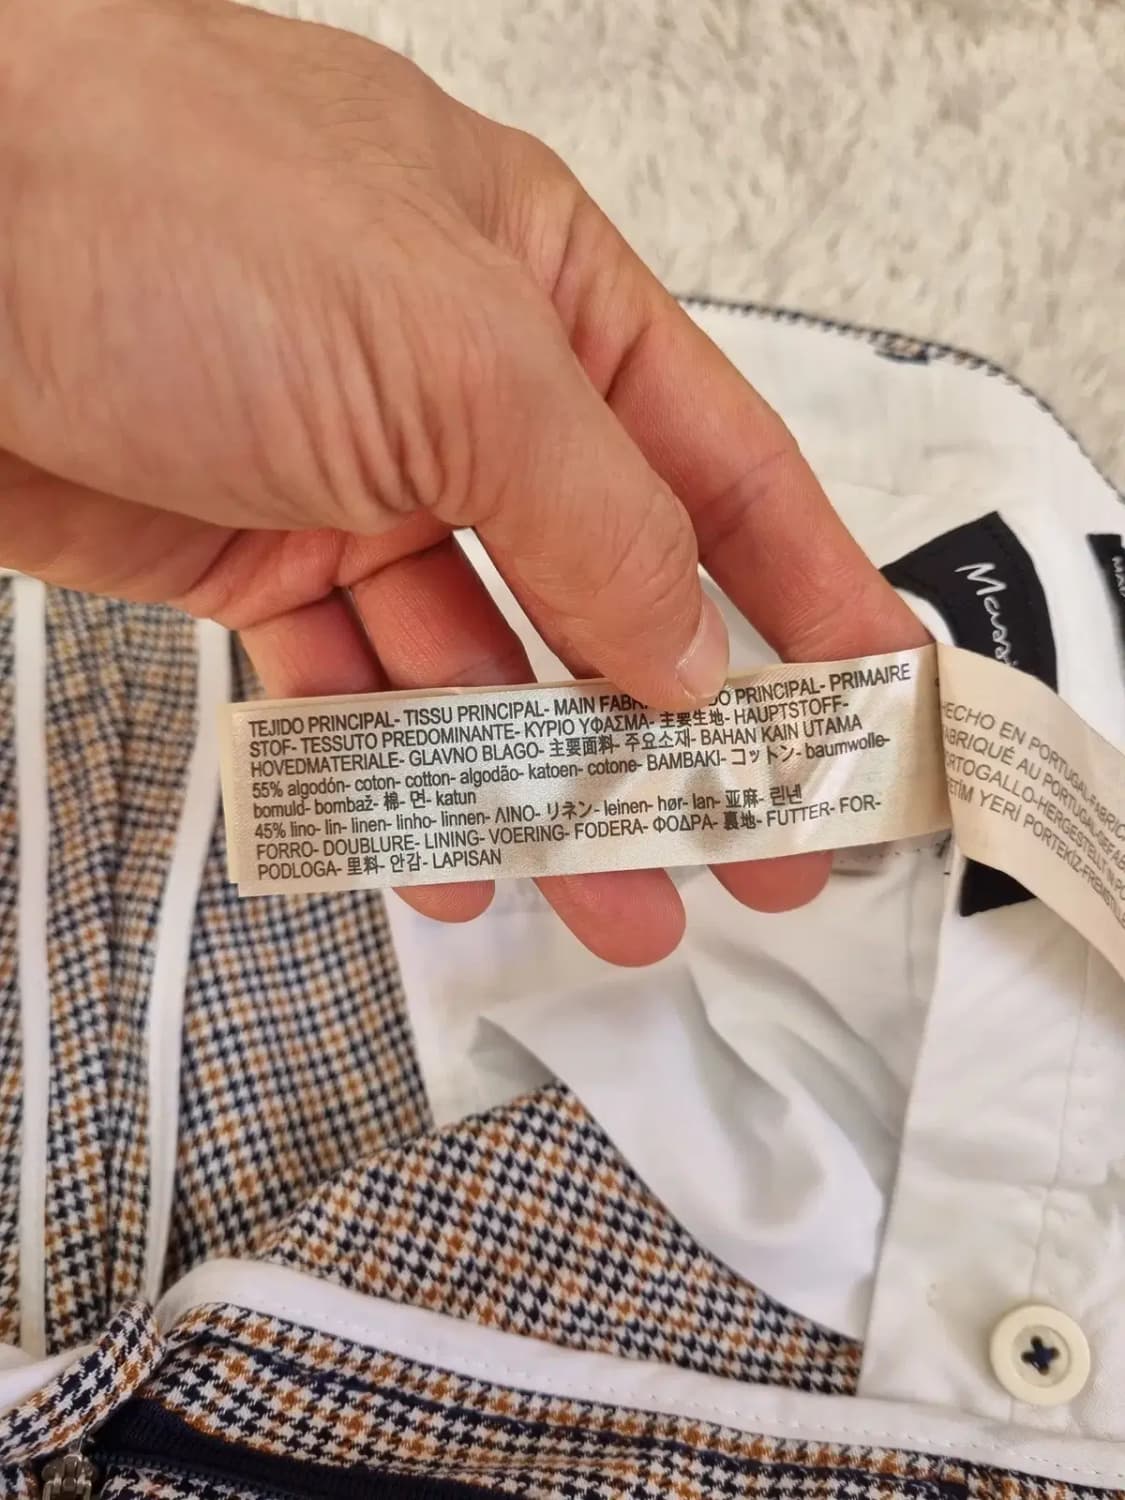 TEJIDO PRINCIPAL- TISSU PRINCIPAL- MAIN PRINCIPAL- PRIMAIRE
STOF- TESSUTO PREDOMINANTE- ΚΥΡΙΟ ΥΦΑΣΜΑ- 主要生地- HAUPTSTOFF-
HOVEDMATERIALE- GLAVNO BLAGO- 主要面料- 주요소재- BAHAN KAIN UTAMA
55% algodón- coton- cotton- algodão- katoen- cotone- BAMBAKI- コットン- baumwolle-
bomuld- bombaž- 棉- 면- katun
45% lino- lin- linen- linho- linnen- ΛΙΝΟ- リネン- leinen- hør- lan- 亚麻- 린넨
FORRO- DOUBLURE- LINING- VOERING- FODERA- ΦΟΔΡΑ- 裏地- FUTTER- FOR-
PODLOGA- 里料- 안감- LAPISAN
Massi
HECHO EN PORTUGAL-FABRIC
FABRIQUÉ AU PORTUGAL-
PORTOGALLO-HERGESTELLT IN
YERİ PORTEKİZ-